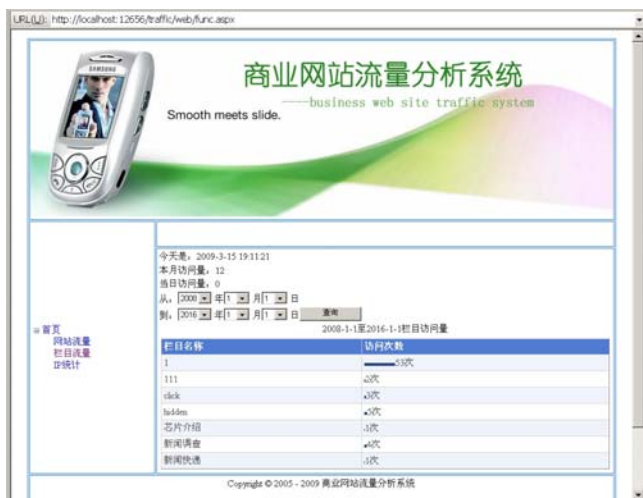 URL(U): http://localhost:12656/traffic/web/func.aspx
SAMSUNG
商业网站流量分析系统
----business web site traffic system
Smooth meets slide.
今天是：2009-3-15 19:11:21
本月访问量：12
当日访问量：0
从：2008 年 1 月 1 日
到：2016 年 1 月 1 日 查询
2008-1-1至2016-1-1栏目访问量
首页
网站流量
栏目流量
IP统计
栏目名称 访问次数
1 53次
111 2次
click 3次
hidden 5次
芯片介绍 1次
新闻调查 4次
新闻快递 1次
Copyright © 2005 - 2009 商业网站流量分析系统